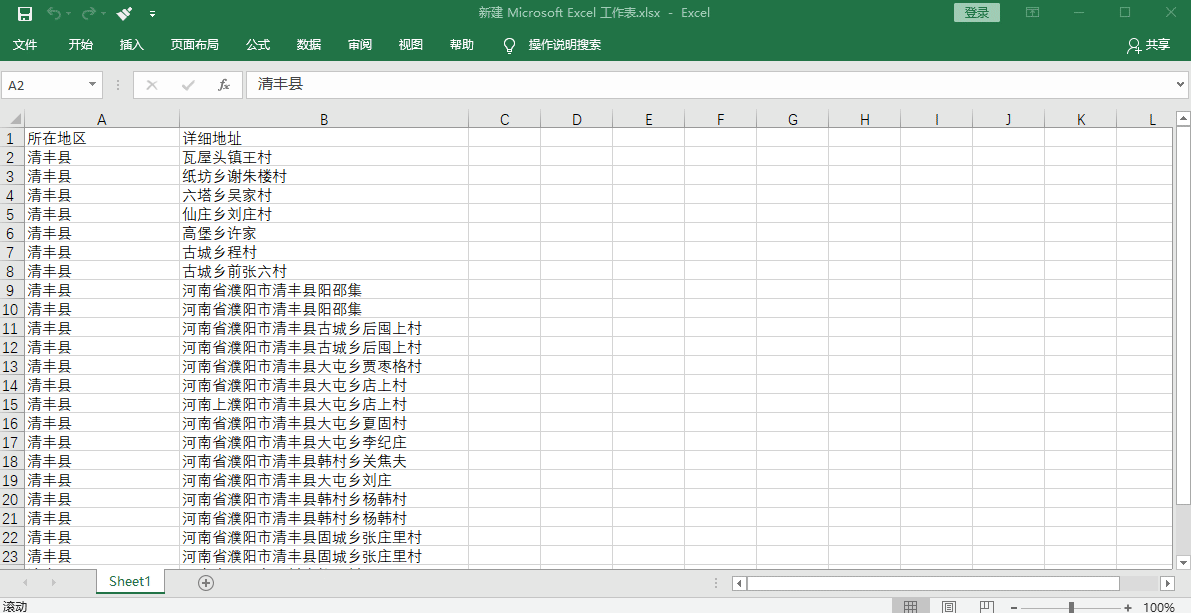 新建 Microsoft Excel 工作表.xlsx - Excel
登录
文件 开始 插入 页面布局 公式 数据 审阅 视图 帮助 操作说明搜索 共享
A2 fx 清丰县
A B C D E F G H I J K L
1 所在地区 详细地址
2 清丰县 瓦屋头镇王村
3 清丰县 纸坊乡谢朱楼村
4 清丰县 六塔乡吴家村
5 清丰县 仙庄乡刘庄村
6 清丰县 高堡乡许家
7 清丰县 古城乡程村
8 清丰县 古城乡前张六村
9 清丰县 河南省濮阳市清丰县阳邵集
10 清丰县 河南省濮阳市清丰县阳邵集
11 清丰县 河南省濮阳市清丰县古城乡后囤上村
12 清丰县 河南省濮阳市清丰县古城乡后囤上村
13 清丰县 河南省濮阳市清丰县大屯乡贾枣格村
14 清丰县 河南省濮阳市清丰县大屯乡店上村
15 清丰县 河南上濮阳市清丰县大屯乡店上村
16 清丰县 河南省濮阳市清丰县大屯乡夏固村
17 清丰县 河南省濮阳市清丰县大屯乡李纪庄
18 清丰县 河南省濮阳市清丰县韩村乡关焦夫
19 清丰县 河南省濮阳市清丰县大屯乡刘庄
20 清丰县 河南省濮阳市清丰县韩村乡杨韩村
21 清丰县 河南省濮阳市清丰县韩村乡杨韩村
22 清丰县 河南省濮阳市清丰县固城乡张庄里村
23 清丰县 河南省濮阳市清丰县固城乡张庄里村
Sheet1
滚动 100%